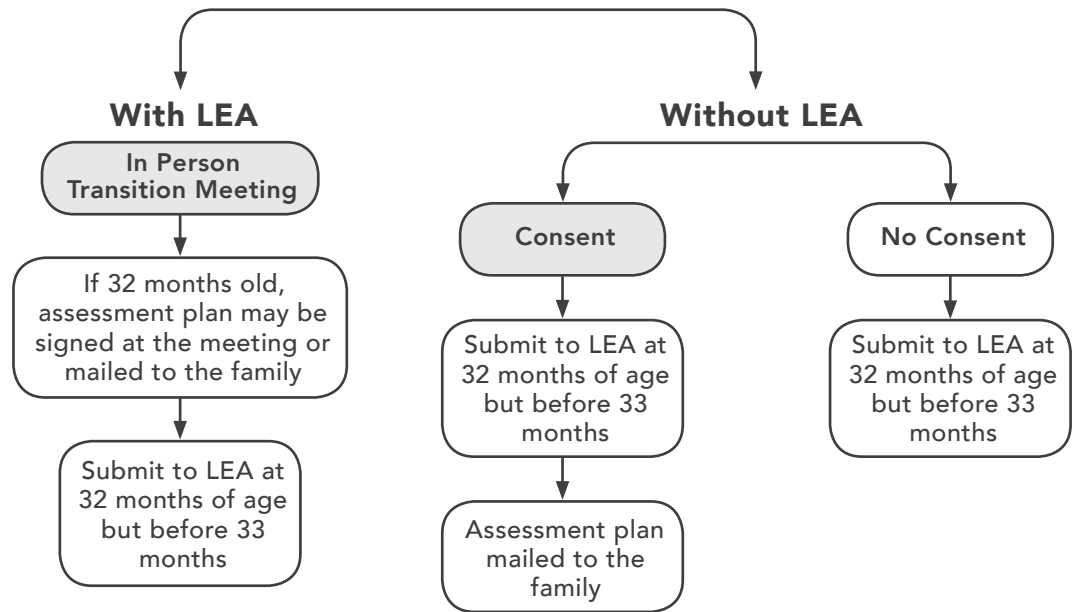 With LEA
In Person
Transition Meeting
If 32 months old,
assessment plan may be
signed at the meeting or
mailed to the family
Submit to LEA at
32 months of age
but before 33
months
Without LEA
Consent
Submit to LEA at
32 months of age
but before 33
months
Assessment plan
mailed to the
family
No Consent
Submit to LEA at
32 months of age
but before 33
months